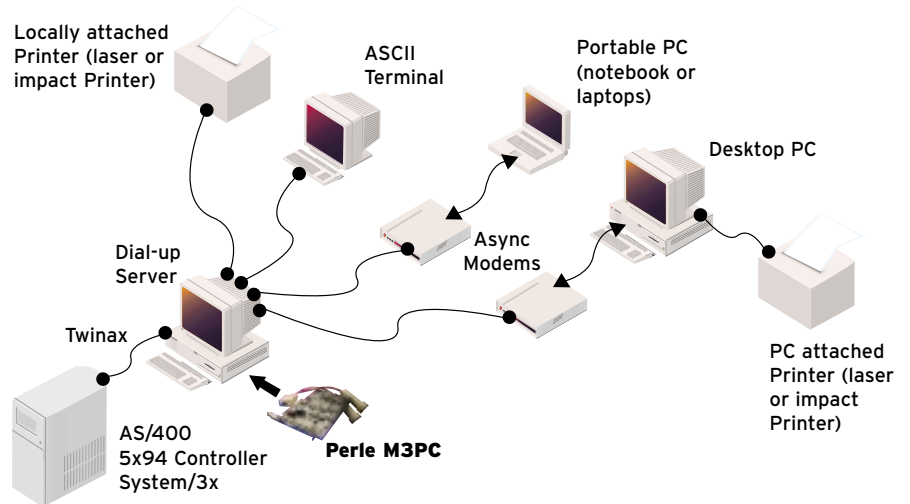 Locally attached
Printer (laser or
impact Printer)
ASCII
Terminal
Portable PC
(notebook or
laptops)
Desktop PC
Dial-up
Server
Async
Modems
Twinax
PC attached
Printer (laser
or impact
Printer)
AS/400
5x94 Controller
System/3x
Perle M3PC